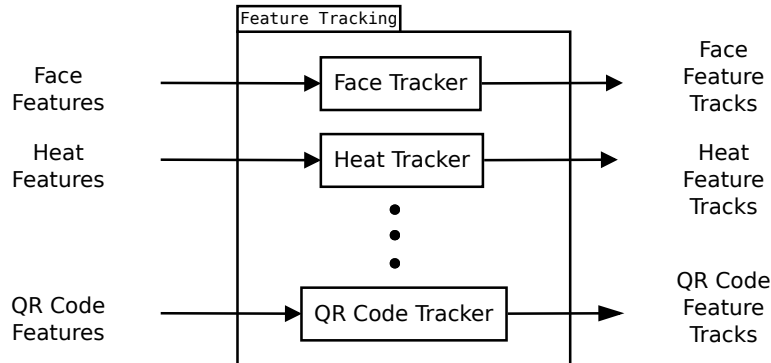 Feature Tracking
Face
Features
Face Tracker
Face
Feature
Tracks
Heat
Features
Heat Tracker
Heat
Feature
Tracks
QR Code
Features
QR Code Tracker
QR Code
Feature
Tracks